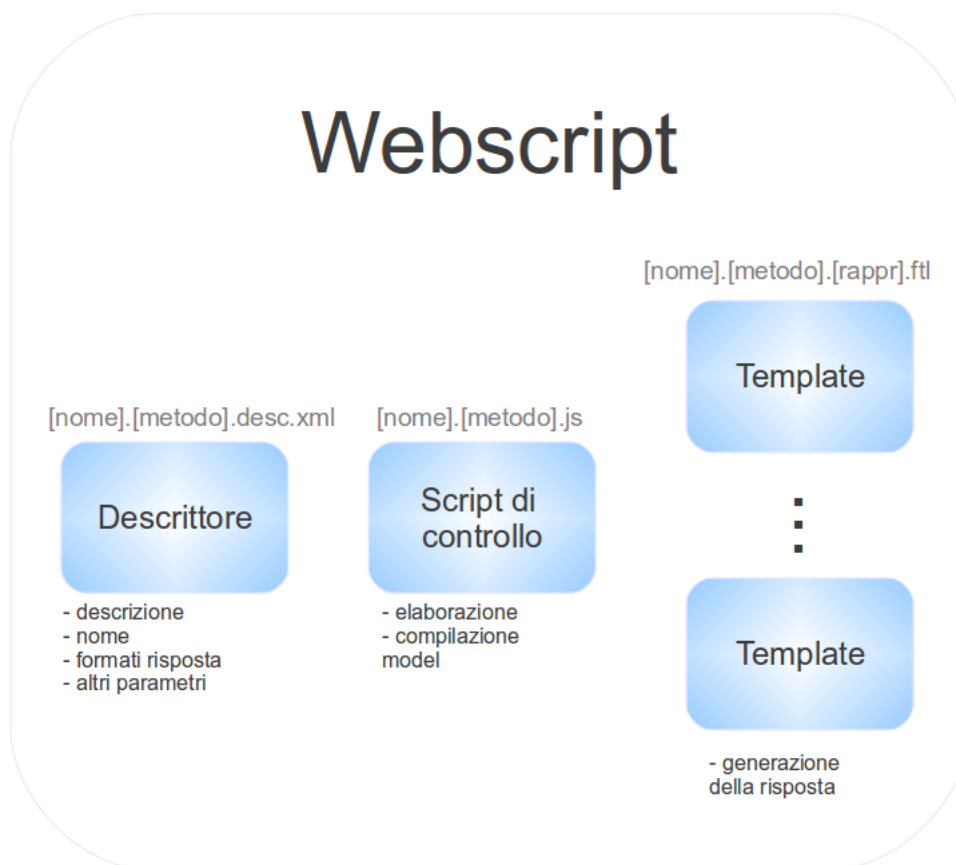 Webscript
[nome].[metodo].[rappr].ftl
Template
[nome].[metodo].desc.xml
Descrittore
- descrizione
- nome
- formati risposta
- altri parametri
[nome].[metodo].js
Script di
controllo
- elaborazione
- compilazione
model
Template
- generazione
della risposta